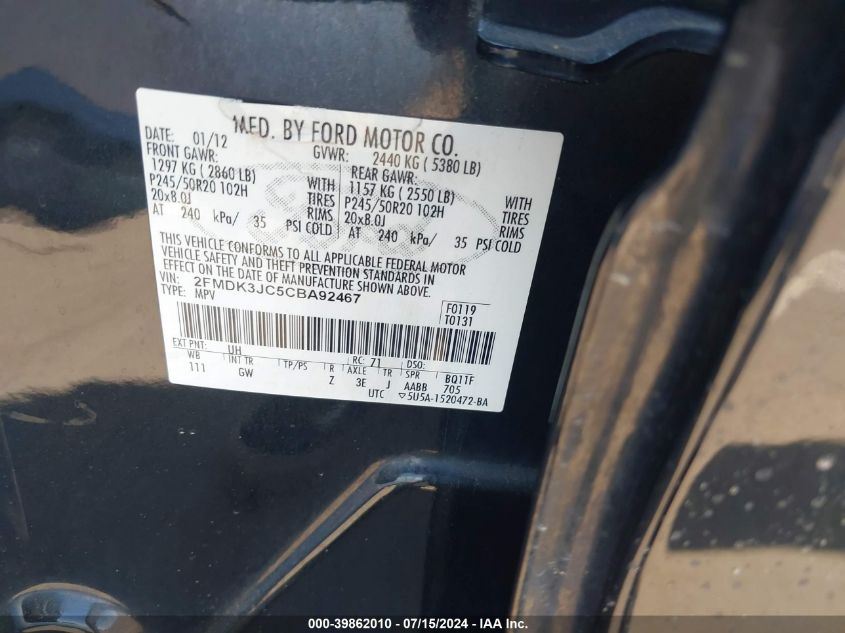 MFD. BY FORD MOTOR CO.
DATE: 01/12 GVWR: 2440 KG ( 5380 LB)
FRONT GAWR: REAR GAWR:
1297 KG ( 2860 LB) WITH 1157 KG ( 2550 LB) WITH
P245/50R20 102H TIRES P245/50R20 102H TIRES
20x8.0J RIMS 20x8.0J RIMS
AT 240 kPa/ 35 PSI COLD AT 240 kPa/ 35 PSI COLD
THIS VEHICLE CONFORMS TO ALL APPLICABLE FEDERAL MOTOR
VEHICLE SAFETY AND THEFT PREVENTION STANDARDS IN
EFFECT ON THE DATE OF MANUFACTURE SHOWN ABOVE.
VIN: 2FMDK3JC5CBA92467
TYPE: MPV
F0119
T0131
EXT PNT: UH RC: 71 DSO:
WB INT TR TP/PS R AXLE TR SPR BQ11F
111 GW Z 3E J AABB 705
UTC ▽5U5A-1520472-BA
000-39862010 - 07/15/2024 - IAA Inc.